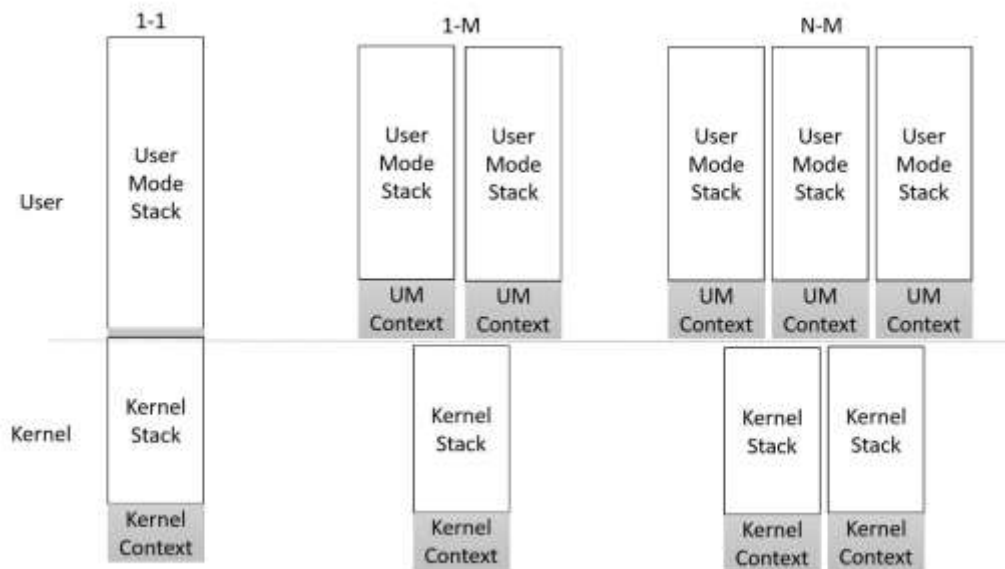 1-1
1-M
N-M
User
User
Mode
Stack
User
Mode
Stack
User
Mode
Stack
User
Mode
Stack
User
Mode
Stack
User
Mode
Stack
UM
Context
UM
Context
UM
Context
UM
Context
UM
Context
Kernel
Kernel
Stack
Kernel
Stack
Kernel
Stack
Kernel
Stack
Kernel
Context
Kernel
Context
Kernel
Context
Kernel
Context